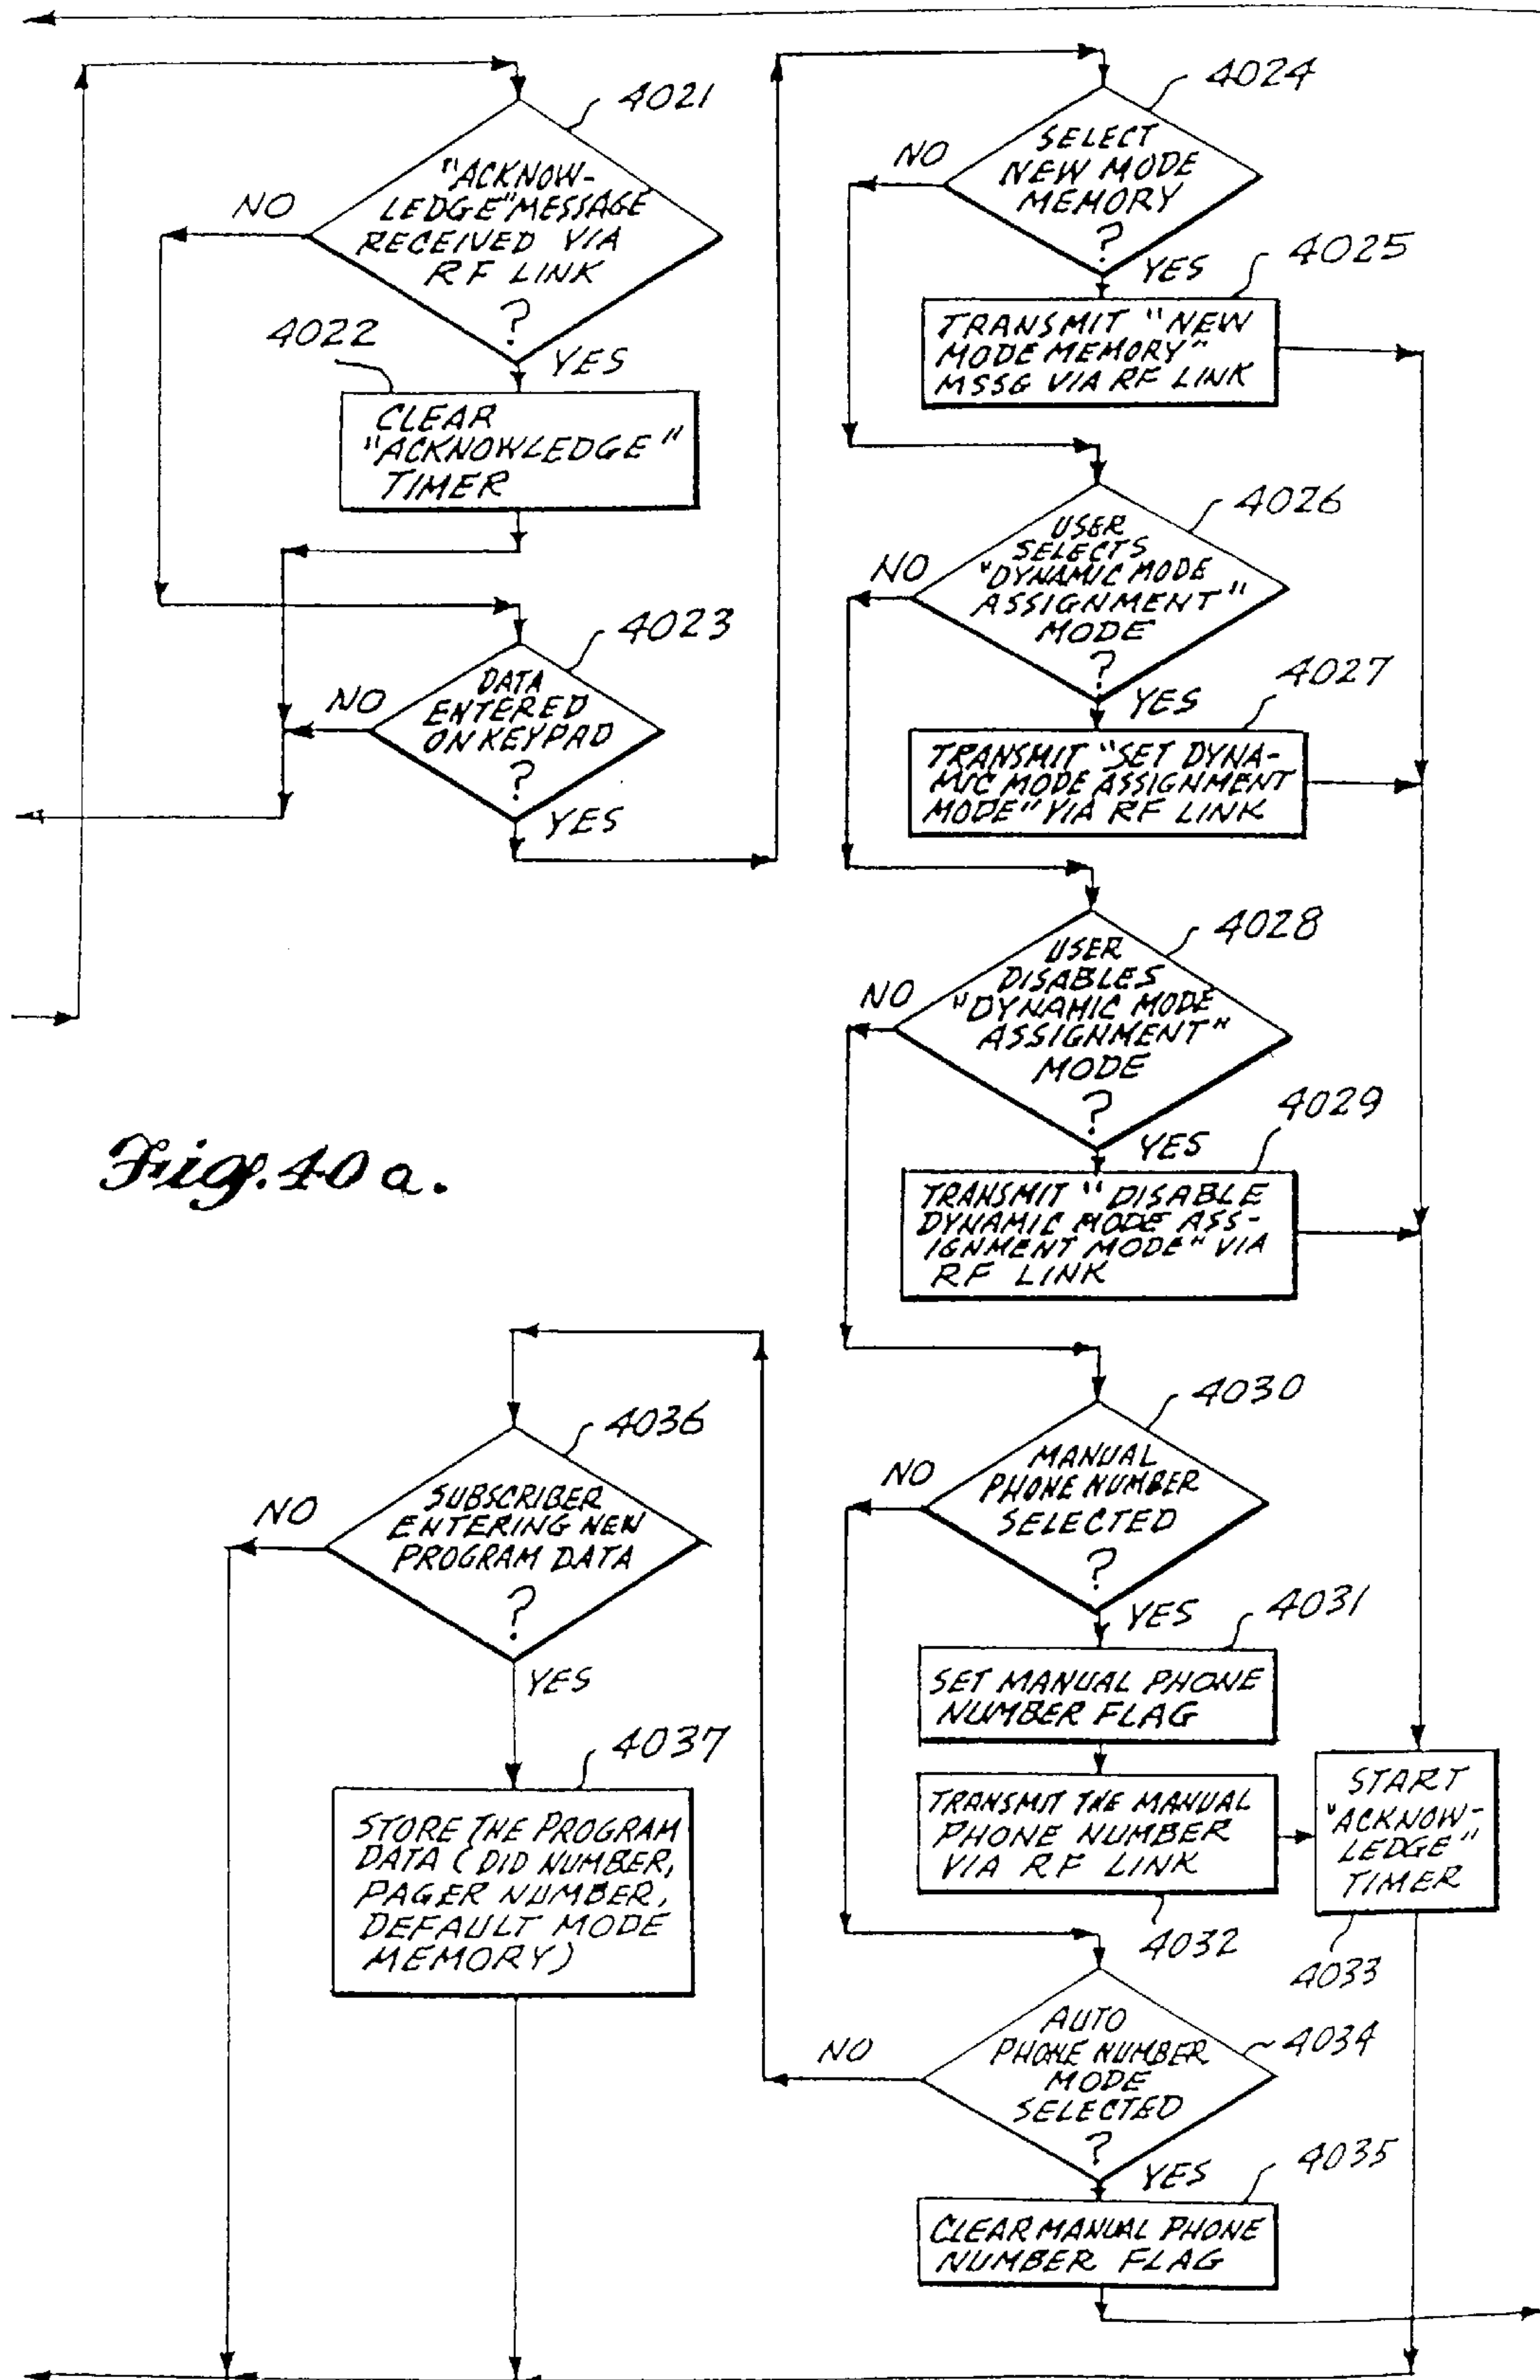 4021
"ACKNOW-
LEDGE" MESSAGE
RECEIVED VIA
RF LINK
?
NO
YES
4022
CLEAR
"ACKNOWLEDGE"
TIMER
4023
DATA
ENTERED
ON KEYPAD
?
NO
YES
4024
SELECT
NEW MODE
MEMORY
?
NO
YES
4025
TRANSMIT "NEW
MODE MEMORY"
MSSG VIA RF LINK
4026
USER
SELECTS
"DYNAMIC MODE
ASSIGNMENT"
MODE
?
NO
YES
4027
TRANSMIT "SET DYNA-
MIC MODE ASSIGNMENT
MODE" VIA RF LINK
4028
USER
DISABLES
"DYNAMIC MODE
ASSIGNMENT"
MODE
?
NO
YES
4029
TRANSMIT "DISABLE
DYNAMIC MODE ASS-
IGNMENT MODE" VIA
RF LINK
Fig. 40a.
4030
MANUAL
PHONE NUMBER
SELECTED
?
NO
YES
4031
SET MANUAL PHONE
NUMBER FLAG
TRANSMIT THE MANUAL
PHONE NUMBER
VIA RF LINK
4032
START
"ACKNOW-
LEDGE"
TIMER
4033
4034
AUTO
PHONE NUMBER
MODE
SELECTED
?
NO
YES
4035
CLEAR MANUAL PHONE
NUMBER FLAG
4036
SUBSCRIBER
ENTERING NEW
PROGRAM DATA
?
NO
YES
4037
STORE THE PROGRAM
DATA (DID NUMBER,
PAGER NUMBER,
DEFAULT MODE
MEMORY)